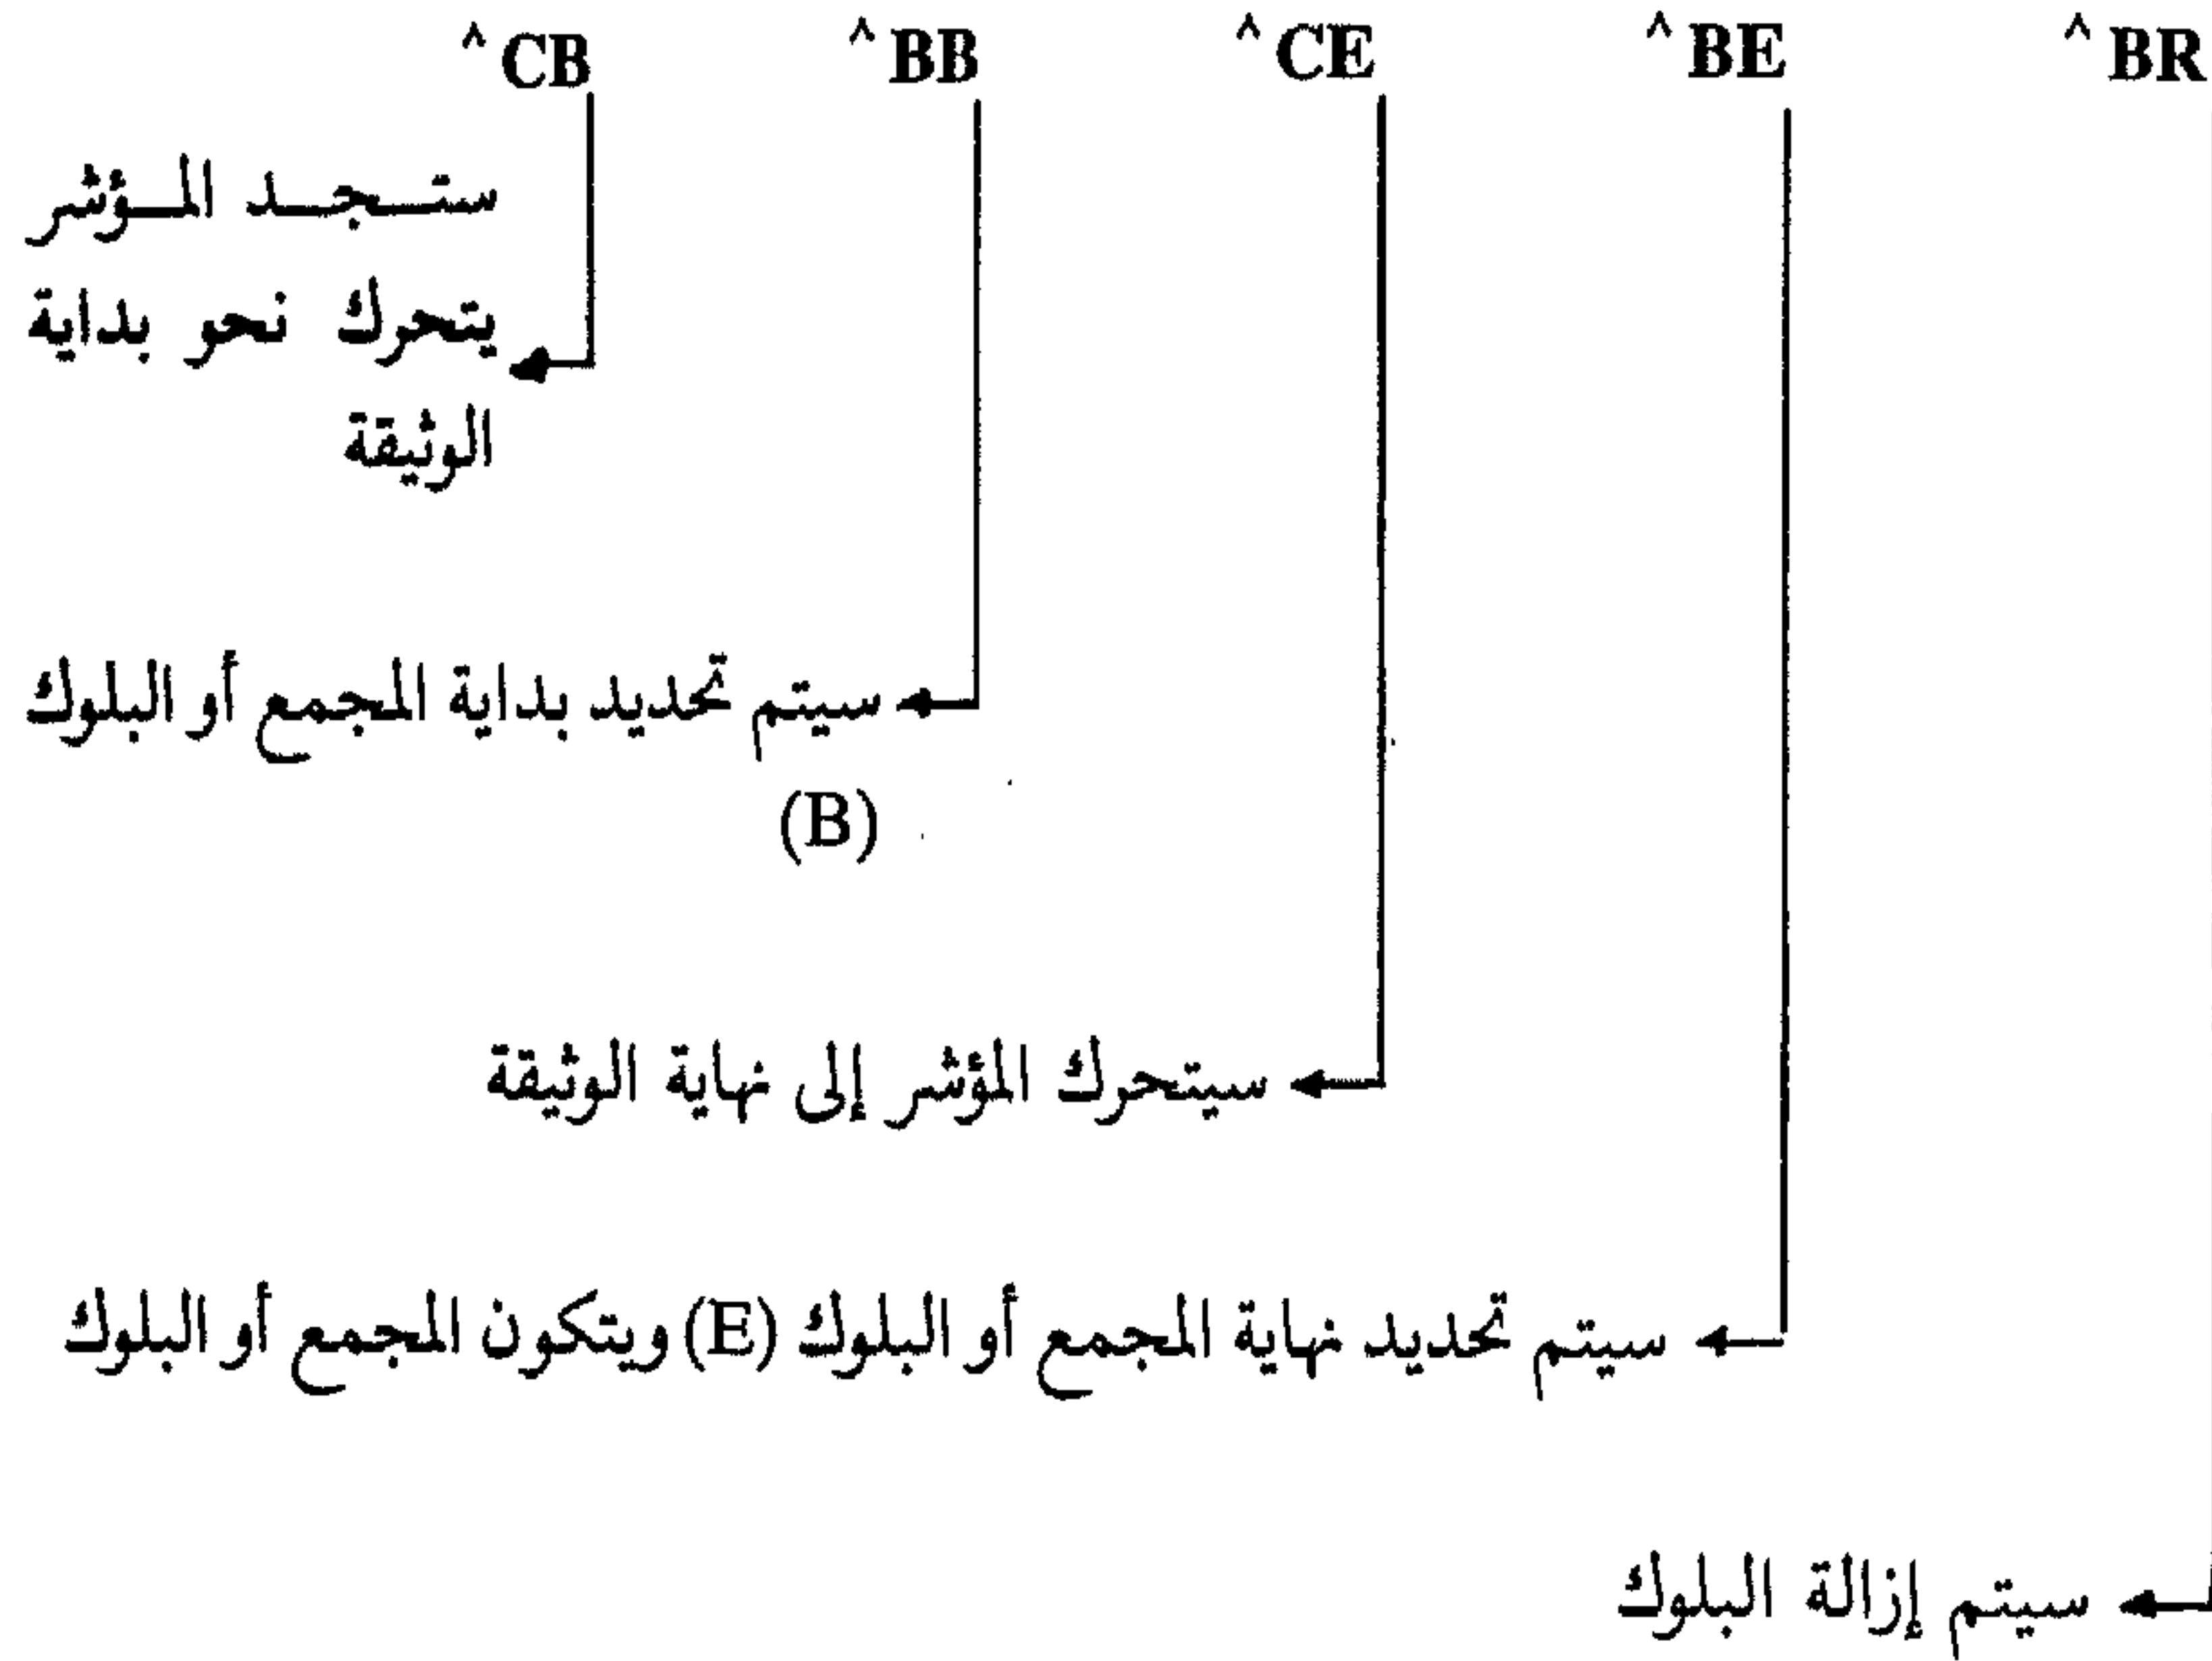 ^CB ^BB ^CE ^BE ^BR
ستجد المؤشر
يتحرك نحو بداية
الوثيقة
سيتم تحديد بداية المجمع أو البلوك
(B)
سيتحرك المؤشر إلى نهاية الوثيقة
سيتم تحديد نهاية المجمع أو البلوك (E) ويتكون المجمع أو البلوك
سيتم إزالة البلوك